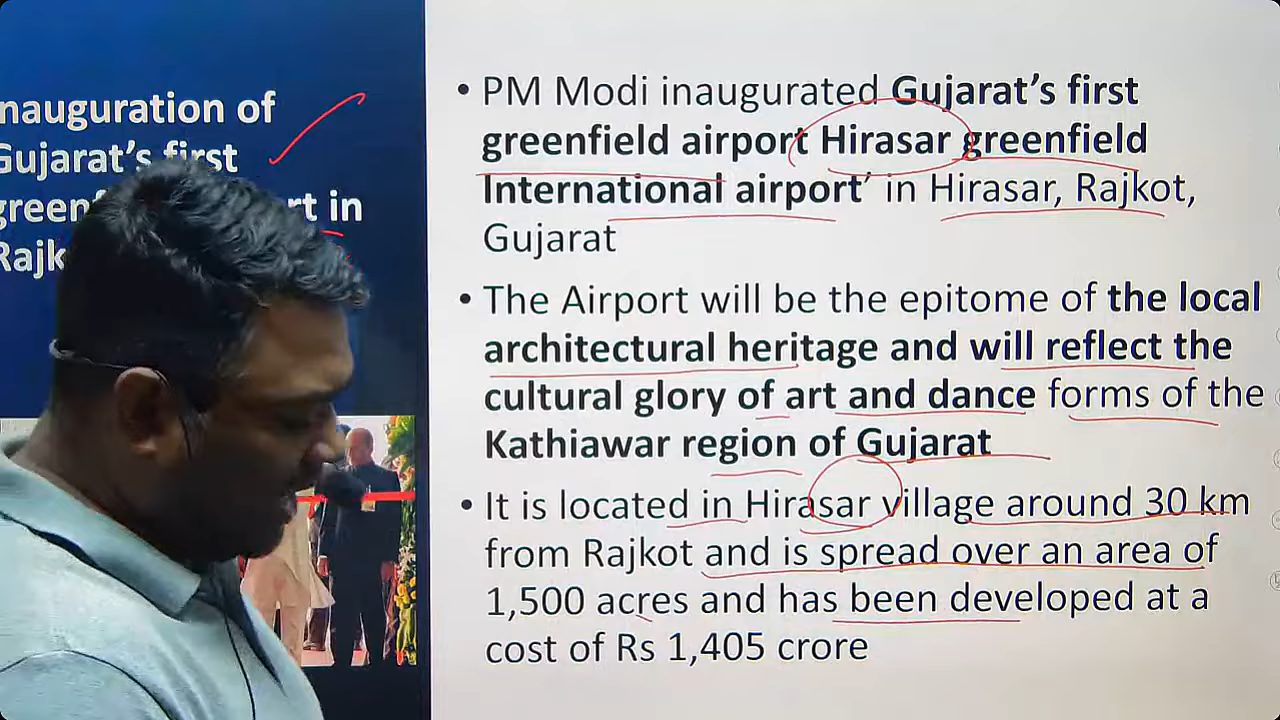 nauguration of
Gujarat's first
rt in
• PM Modi inaugurated Gujarat's first
greenfield airport Hirasar greenfield
International airport' in Hirasar, Rajkot,
Gujarat
• The Airport will be the epitome of the local
architectural heritage and will reflect the
cultural glory of art and dance forms of the
Kathiawar region of Gujarat
• It is located in Hirasar village around 30 km
from Rajkot and is spread over an area of
1,500 acres and has been developed at a
cost of Rs 1,405 crore